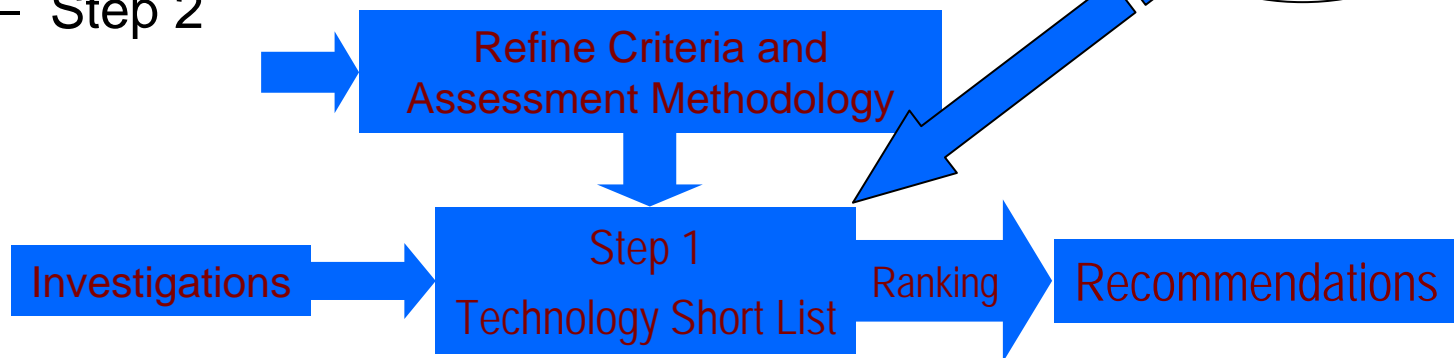 – Step 2
Refine Criteria and
Assessment Methodology
Step 1
Technology Short List
Investigations
Ranking
Recommendations